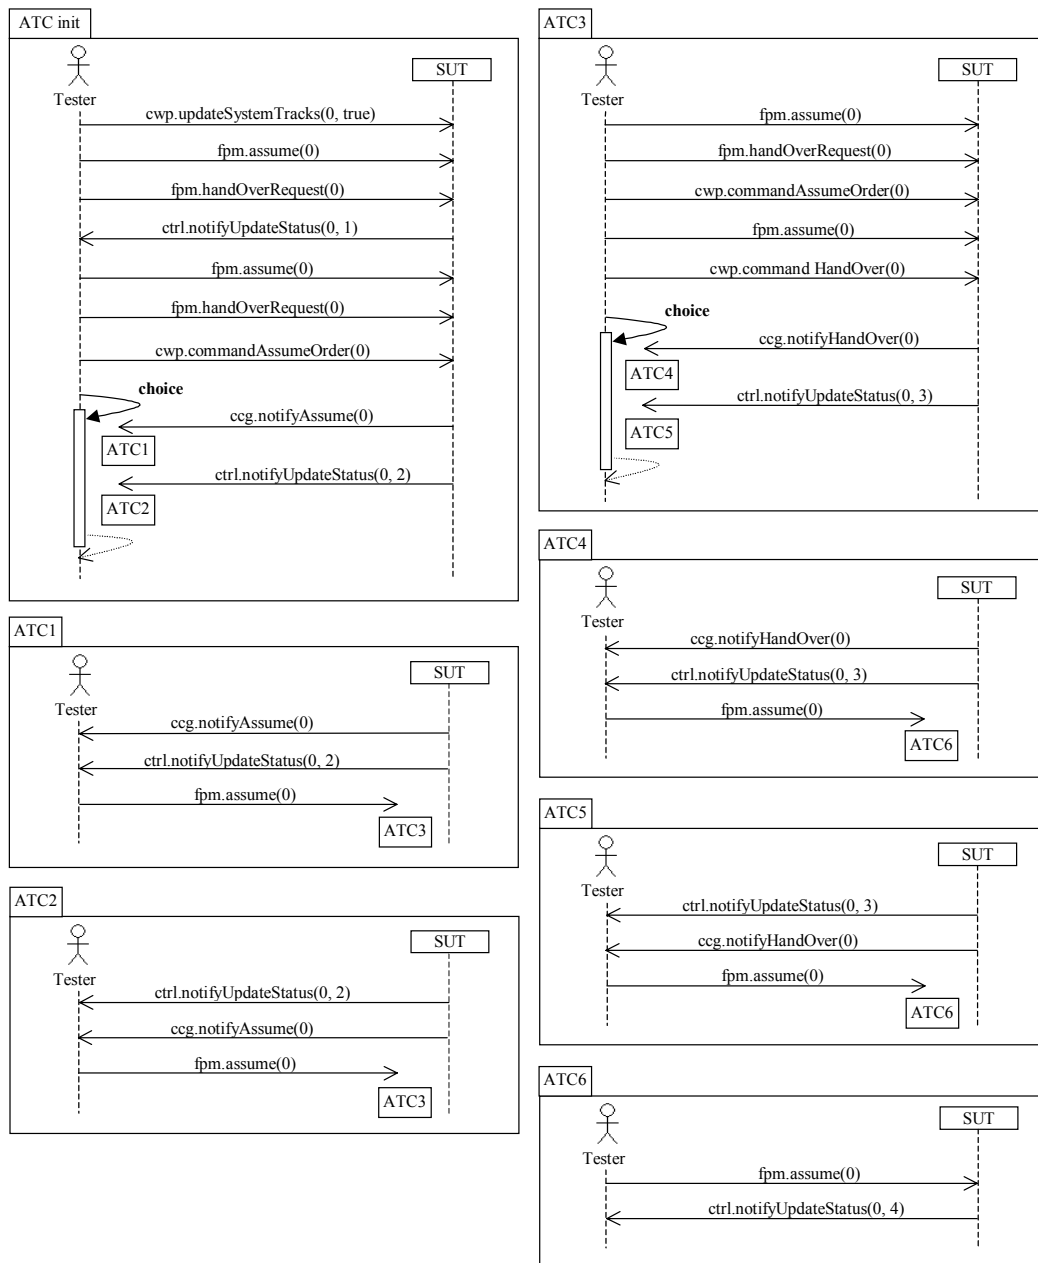 ATC init
SUT
Tester
cwp.updateSystemTracks(0, true)
fpm.assume(0)
fpm.handOverRequest(0)
ctrl.notifyUpdateStatus(0, 1)
fpm.assume(0)
fpm.handOverRequest(0)
cwp.commandAssumeOrder(0)
choice
ccg.notifyAssume(0)
ATC1
ctrl.notifyUpdateStatus(0, 2)
ATC2
ATC1
SUT
Tester
ccg.notifyAssume(0)
ctrl.notifyUpdateStatus(0, 2)
fpm.assume(0)
ATC3
ATC2
SUT
Tester
ctrl.notifyUpdateStatus(0, 2)
ccg.notifyAssume(0)
fpm.assume(0)
ATC3
ATC3
SUT
Tester
fpm.assume(0)
fpm.handOverRequest(0)
cwp.commandAssumeOrder(0)
fpm.assume(0)
cwp.command HandOver(0)
choice
ccg.notifyHandOver(0)
ATC4
ctrl.notifyUpdateStatus(0, 3)
ATC5
ATC4
SUT
Tester
ccg.notifyHandOver(0)
ctrl.notifyUpdateStatus(0, 3)
fpm.assume(0)
ATC6
ATC5
SUT
Tester
ctrl.notifyUpdateStatus(0, 3)
ccg.notifyHandOver(0)
fpm.assume(0)
ATC6
ATC6
SUT
Tester
fpm.assume(0)
ctrl.notifyUpdateStatus(0, 4)